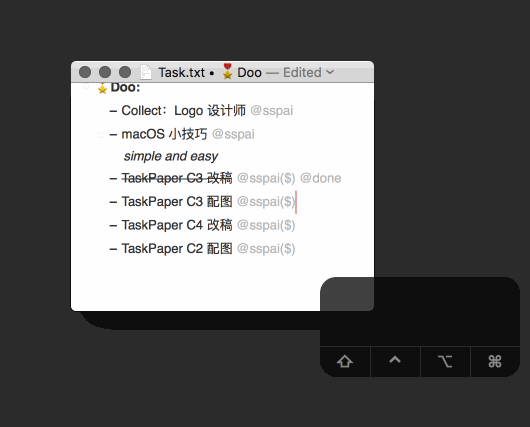 Task.txt • 🎖Doo — Edited
🎖Doo:
– Collect：Logo 设计师 @sspai
– macOS 小技巧 @sspai
simple and easy
– TaskPaper C3 改稿 @sspai($) @done
– TaskPaper C3 配图 @sspai($)
– TaskPaper C4 改稿 @sspai($)
– TaskPaper C2 配图 @sspai($)
⇧ ⌃ ⌥ ⌘